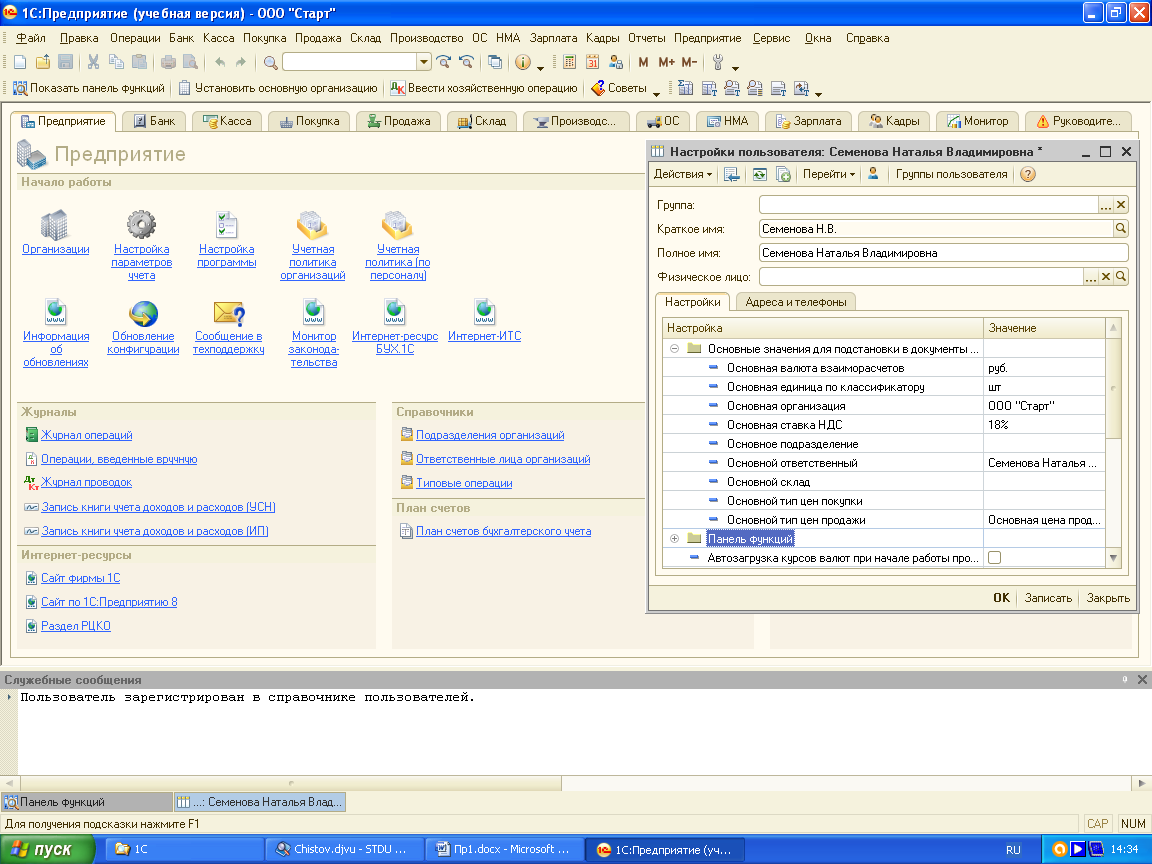 1С:Предприятие (учебная версия) - ООО "Старт"
Файл Правка Операции Банк Касса Покупка Продажа Склад Производство ОС НМА Зарплата Кадры Отчеты Предприятие Сервис Окна Справка
M M+ M-
Показать панель функций Установить основную организацию Ввести хозяйственную операцию Советы
Предприятие Банк Касса Покупка Продажа Склад Производс... ОС НМА Зарплата Кадры Монитор Руководите...
Предприятие
Начало работы
Организации
Настройка параметров учета
Настройка программы
Учетная политика организаций
Учетная политика (по персоналу)
Информация об обновлениях
Обновление конфигурации
Сообщение в техподдержку
Монитор законода-тельства
Интернет-ресурс БУХ.1С
Интернет-ИТС
Журналы
Журнал операций
Операции, введенные вручную
Журнал проводок
Запись книги учета доходов и расходов (УСН)
Запись книги учета доходов и расходов (ИП)
Интернет-ресурсы
Сайт фирмы 1С
Сайт по 1С:Предприятию 8
Раздел РЦКО
Справочники
Подразделения организаций
Ответственные лица организаций
Типовые операции
План счетов
План счетов бухгалтерского учета
Настройки пользователя: Семенова Наталья Владимировна *
Действия Перейти Группы пользователя
Группа:
Краткое имя: Семенова Н.В.
Полное имя: Семенова Наталья Владимировна
Физическое лицо:
Настройки Адреса и телефоны
Настройка Значение
Основные значения для подстановки в документы ...
Основная валюта взаиморасчетов руб.
Основная единица по классификатору шт
Основная организация ООО "Старт"
Основная ставка НДС 18%
Основное подразделение
Основной ответственный Семенова Наталья ...
Основной склад
Основной тип цен покупки
Основной тип цен продажи Основная цена прод...
Панель функций
Автозагрузка курсов валют при начале работы про...
OK Записать Закрыть
Служебные сообщения
Пользователь зарегистрирован в справочнике пользователей.
Панель функций ...: Семенова Наталья Влад...
Для получения подсказки нажмите F1 CAP NUM
пуск 1С Chistov.djvu - STDU ... Пр1.docx - Microsoft ... 1С:Предприятие (уч... RU 14:34